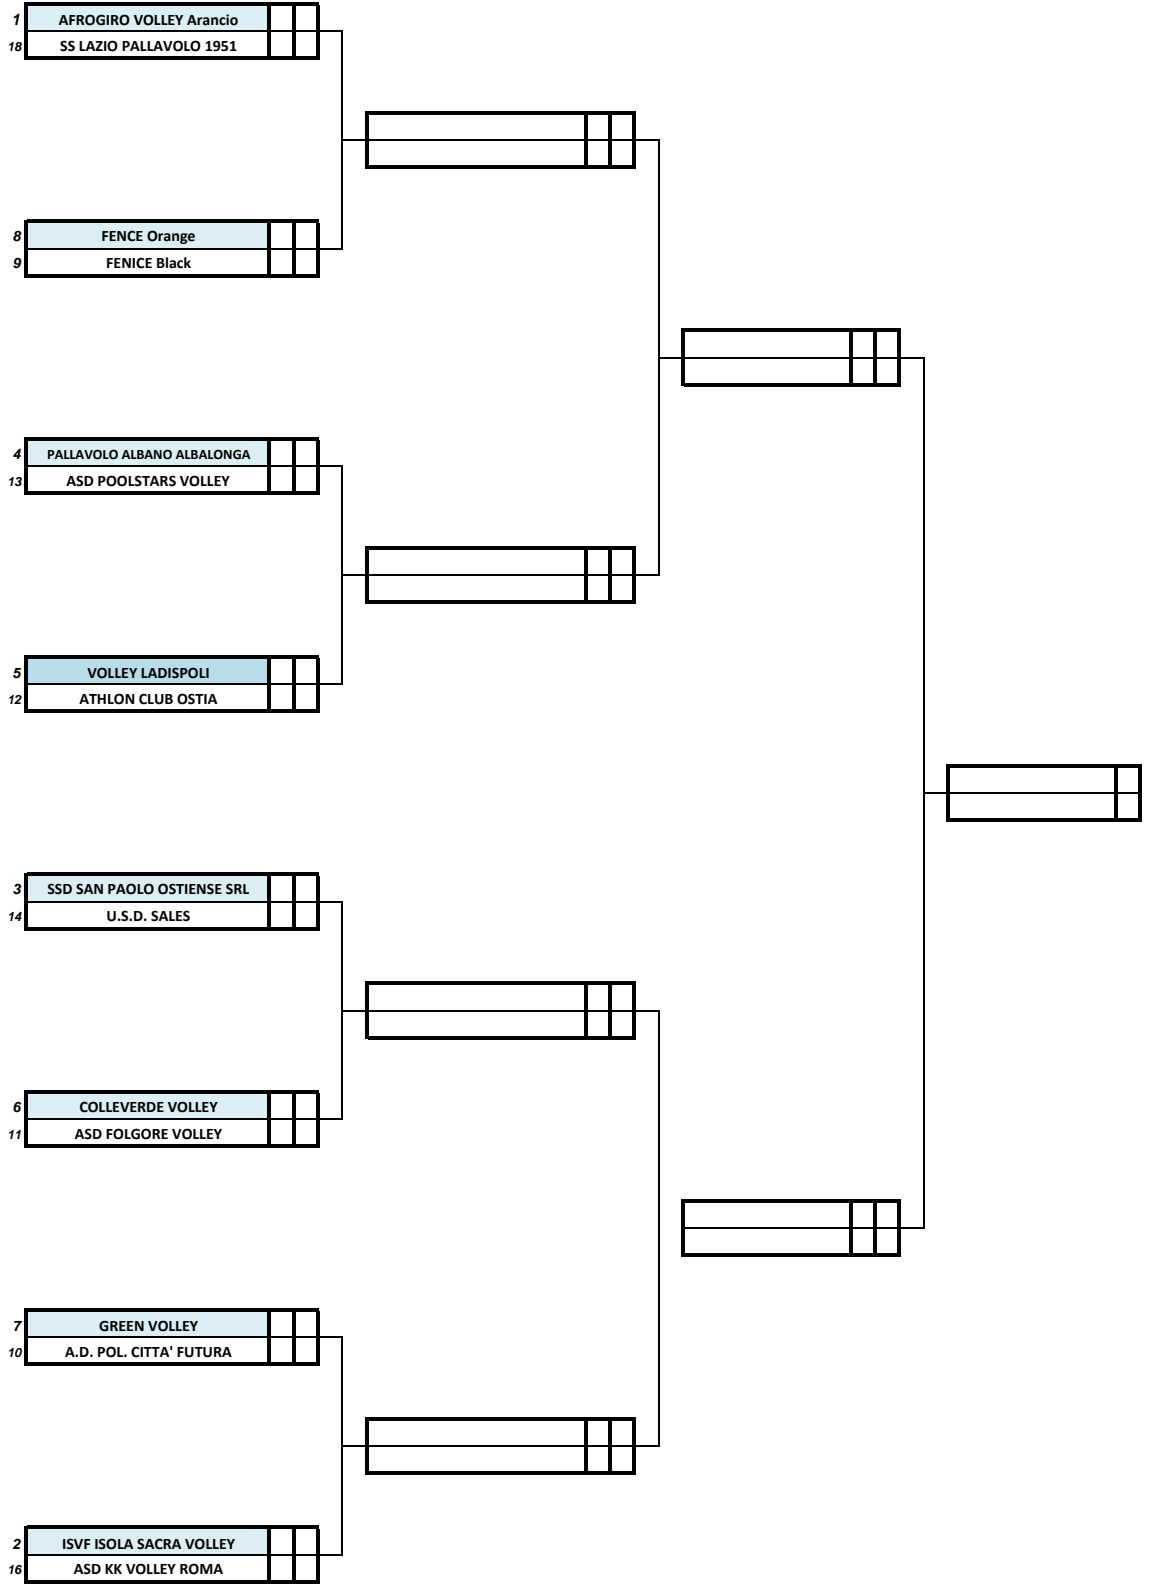 1 AFROGIRO VOLLEY Arancio
18 SS LAZIO PALLAVOLO 1951
8 FENCE Orange
9 FENICE Black
4 PALLAVOLO ALBANO ALBALONGA
13 ASD POOLSTARS VOLLEY
5 VOLLEY LADISPOLI
12 ATHLON CLUB OSTIA
3 SSD SAN PAOLO OSTIENSE SRL
14 U.S.D. SALES
6 COLLEVERDE VOLLEY
11 ASD FOLGORE VOLLEY
7 GREEN VOLLEY
10 A.D. POL. CITTA' FUTURA
2 ISVF ISOLA SACRA VOLLEY
16 ASD KK VOLLEY ROMA